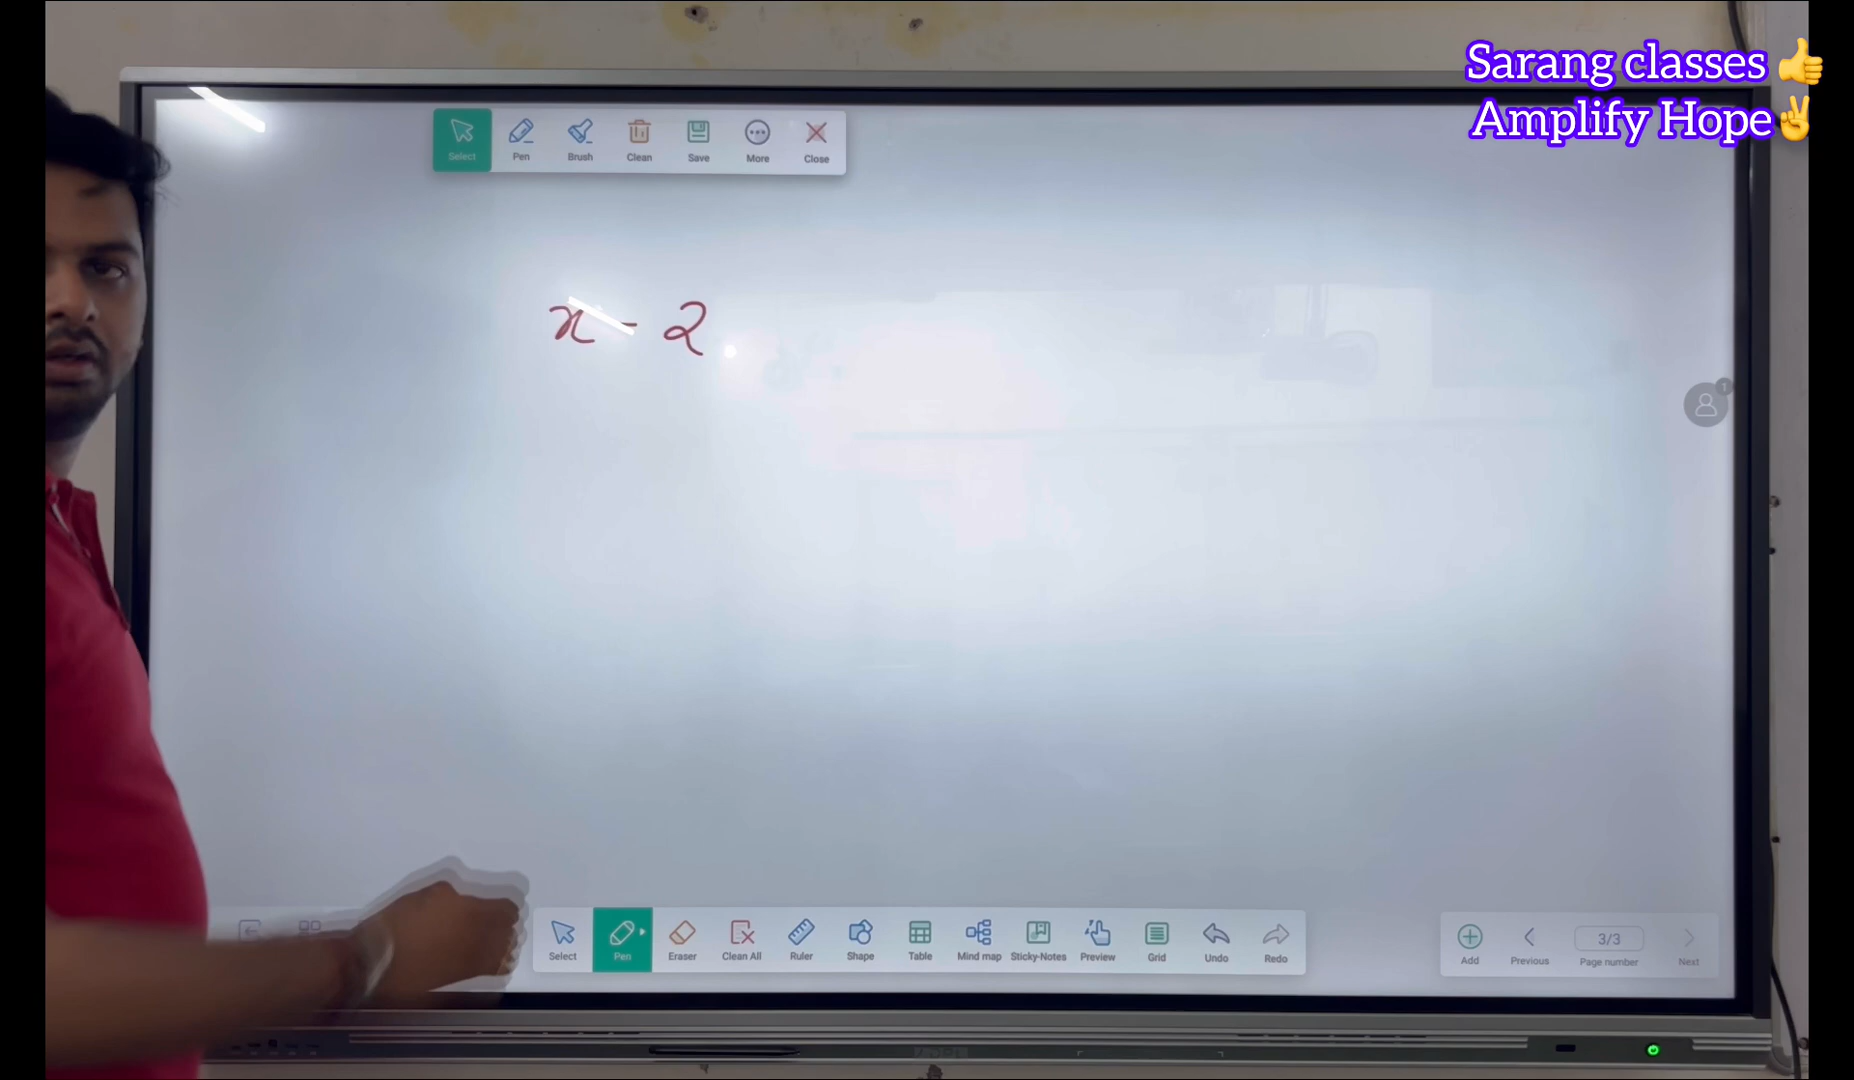 Sarang classes 👍
Amplify Hope✌️
Select Pen Brush Clean Save More Close
x - 2
1
Select Pen Eraser Clean All Ruler Shape Table Mind map Sticky-Notes Preview Grid Undo Redo
Add Previous 3/3 Page number Next